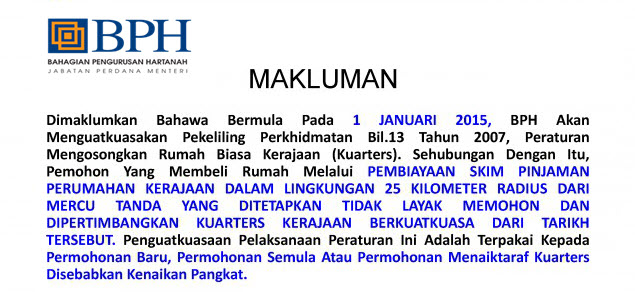 BPH
BAHAGIAN PENGURUSAN HARTANAH
JABATAN PERDANA MENTERI
MAKLUMAN
Dimaklumkan Bahawa Bermula Pada 1 JANUARI 2015, BPH Akan
Menguatkuasakan Pekeliling Perkhidmatan Bil.13 Tahun 2007, Peraturan
Mengosongkan Rumah Biasa Kerajaan (Kuarters). Sehubungan Dengan Itu,
Pemohon Yang Membeli Rumah Melalui PEMBIAYAAN SKIM PINJAMAN
PERUMAHAN KERAJAAN DALAM LINGKUNGAN 25 KILOMETER RADIUS DARI
MERCU TANDA YANG DITETAPKAN TIDAK LAYAK MEMOHON DAN
DIPERTIMBANGKAN KUARTERS KERAJAAN BERKUATKUASA DARI TARIKH
TERSEBUT. Penguatkuasaan Pelaksanaan Peraturan Ini Adalah Terpakai Kepada
Permohonan Baru, Permohonan Semula Atau Permohonan Menaiktaraf Kuarters
Disebabkan Kenaikan Pangkat.